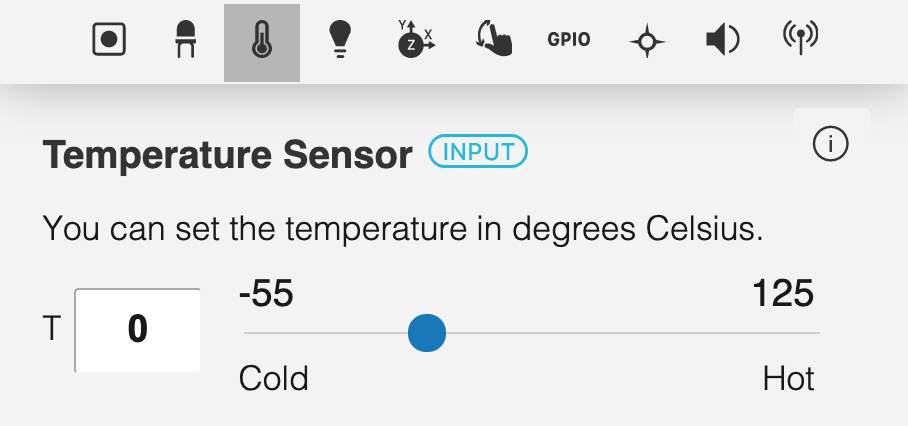 Y X Z GPIO
Temperature Sensor INPUT i
You can set the temperature in degrees Celsius.
-55 125
T 0
Cold Hot